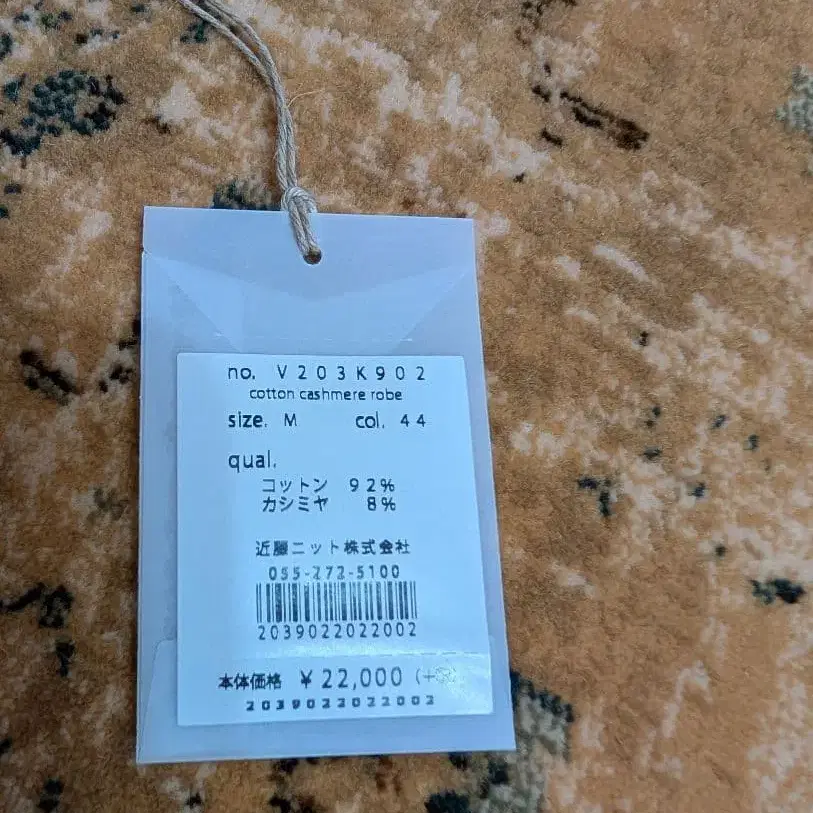 no. V203K902
cotton cashmere robe
size. M col. 44
qual.
コットン 92%
カシミヤ 8%
近藤ニット株式会社
055-272-5100
2039022022002
本体価格 ¥22,000 (+
2039022022002